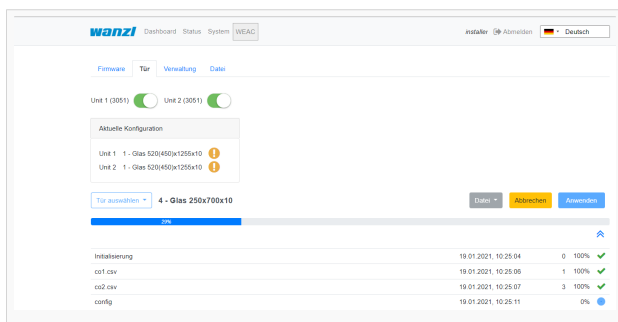 wanzl Dashboard Status System WEAC installer Abmelden Deutsch
Firmware Tür Verwaltung Datei
Unit 1 (3051) Unit 2 (3051)
Aktuelle Konfiguration
Unit 1 1 - Glas 520(450)x1255x10
Unit 2 1 - Glas 520(450)x1255x10
Tür auswählen 4 - Glas 250x700x10 Datei Abbrechen Anwenden
29%
Initialisierung 19.01.2021, 10:25:04 0 100%
co1.csv 19.01.2021, 10:25:06 1 100%
co2.csv 19.01.2021, 10:25:07 3 100%
config 19.01.2021, 10:25:11 0%